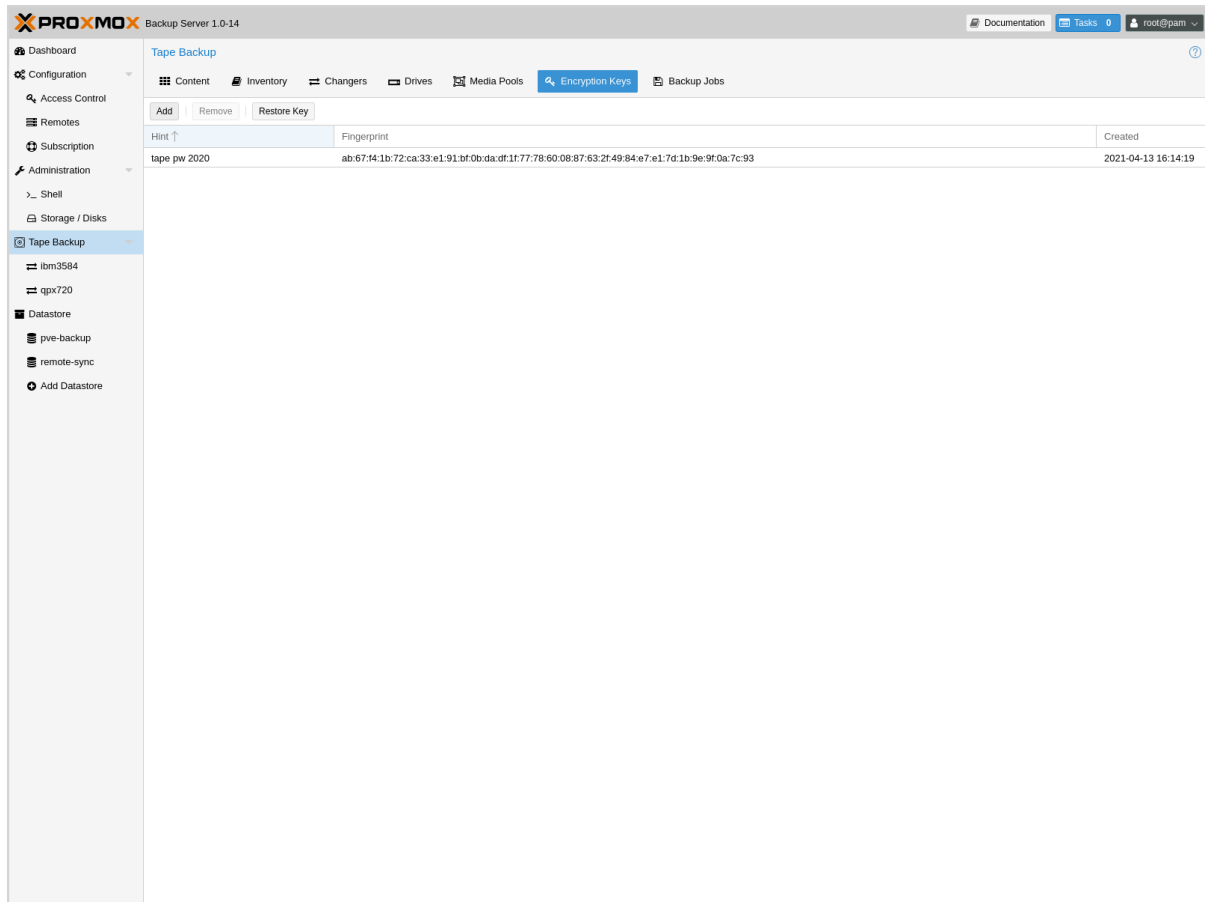 PROXMOX Backup Server 1.0-14 Documentation Tasks 0 root@pam
Dashboard
Configuration
Access Control
Remotes
Subscription
Administration
Shell
Storage / Disks
Tape Backup
ibm3584
qpx720
Datastore
pve-backup
remote-sync
Add Datastore
Tape Backup
Content Inventory Changers Drives Media Pools Encryption Keys Backup Jobs
Add Remove Restore Key
Hint Fingerprint Created
tape pw 2020 ab:67:f4:1b:72:ca:33:e1:91:bf:0b:da:df:1f:77:78:60:08:87:63:2f:49:84:e7:e1:7d:1b:9e:9f:0a:7c:93 2021-04-13 16:14:19